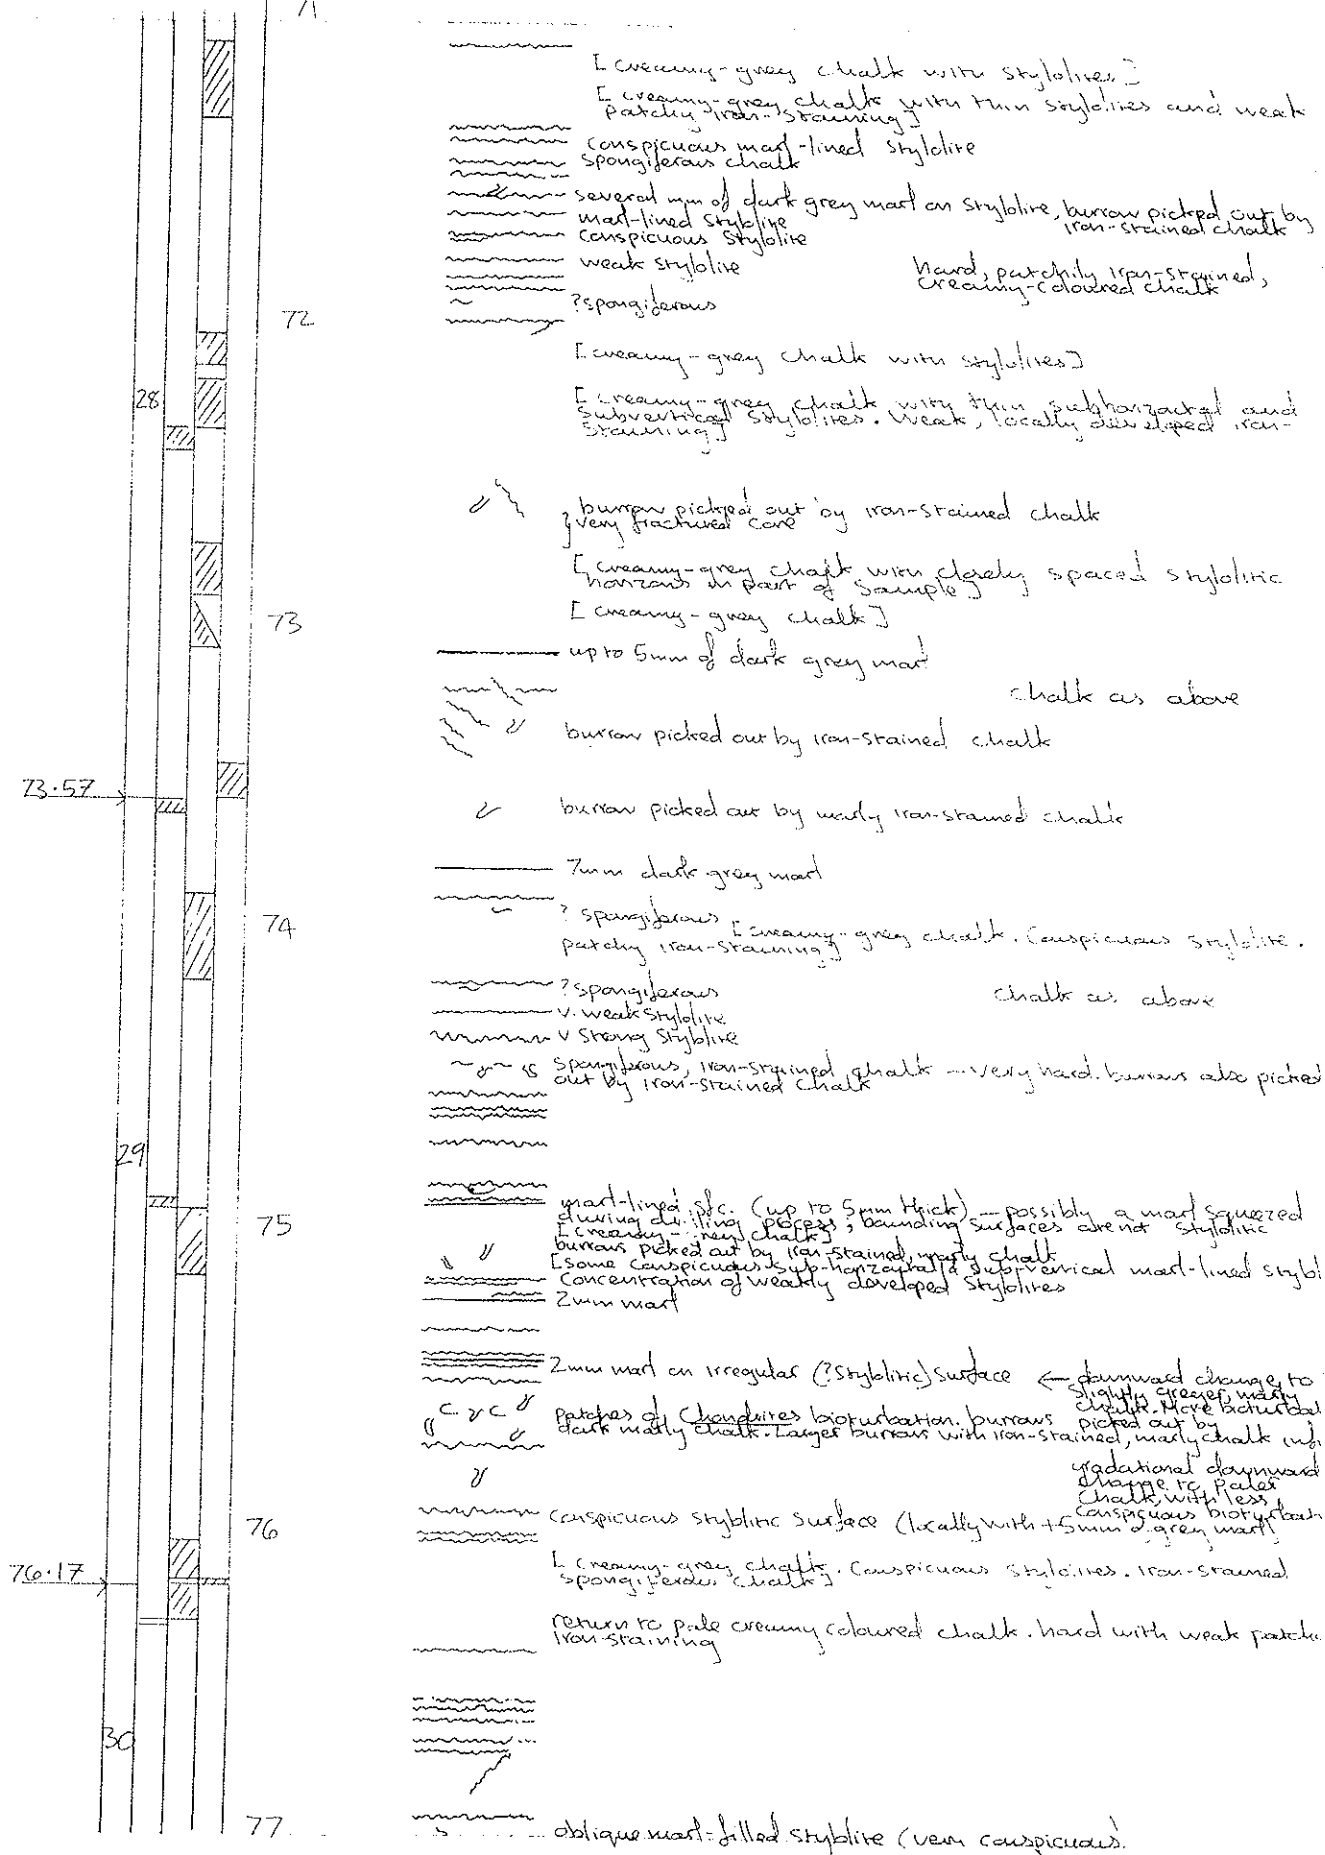 71
[creamy-grey chalk with stylolites]
[creamy-grey chalk with thin stylolites and weak
patchy iron-staining]
conspicuous marl-lined stylolite
spongiferous chalk
several mm of dark grey marl on stylolite, burrow picked out by
iron-stained chalk
marl-lined stylolite
conspicuous stylolite
weak stylolite
hard, patchily iron-stained,
creamy-coloured chalk
?spongiferous
72
[creamy-grey chalk with stylolites]
28
[creamy-grey chalk with thin subhorizontal and
subvertical stylolites. Weak, locally developed iron-
staining]
burrow picked out by iron-stained chalk
} very fractured core
[creamy-grey chalk with closely spaced stylolitic
horizons in part of sample]
[creamy-grey chalk]
73
up to 5mm of dark grey marl
chalk as above
burrow picked out by iron-stained chalk
73.57
burrow picked out by marly iron-stained chalk
7mm dark grey marl
74
? spongiferous [creamy-grey chalk. Conspicuous stylolite.
patchy iron-staining]
?spongiferous
chalk as above
v. weak stylolite
v strong stylolite
spongiferous, iron-stained chalk -- very hard. burrows also picked
out by iron-stained chalk
29
75
marl-lined sfc. (up to 5mm thick) -- possibly a marl squeezed
during drilling process; bounding surfaces arenot stylolitic
[creamy-grey chalk]
burrows picked out by iron-stained, marly chalk
[some conspicuous sub-horizontal & sub-vertical marl-lined stybl
concentration of weakly developed stylolites
2mm marl
2mm marl on irregular (?stylolitic) surface ← downward change to
slightly greyer, marly
chalk. More bioturbat
patches of Chondrites bioturbation. burrows picked out by
dark marly chalk. Larger burrows with iron-stained, marly chalk infi
gradational downward
change to paler
chalk, with less
conspicuous bioturbati
76
conspicuous stylolitic surface (locally with +5mm d. grey marl)
76.17
[creamy-grey chalk. Conspicuous stylolites. Iron-stained
spongiferous chalk]
return to pale creamy coloured chalk. hard with weak patch
iron-staining
30
77
oblique marl-filled stylolite (very conspicuous.